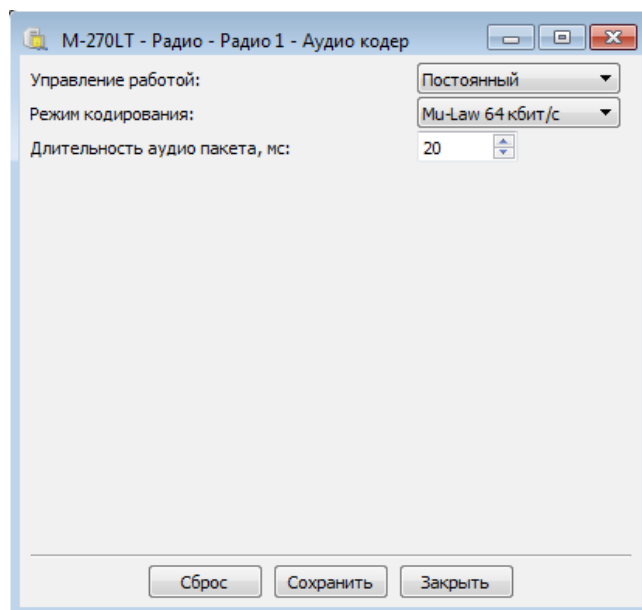 M-270LT - Радио - Радио 1 - Аудио кодер
Управление работой: Постоянный
Режим кодирования: Mu-Law 64 кбит/с
Длительность аудио пакета, мс: 20
Сброс Сохранить Закрыть